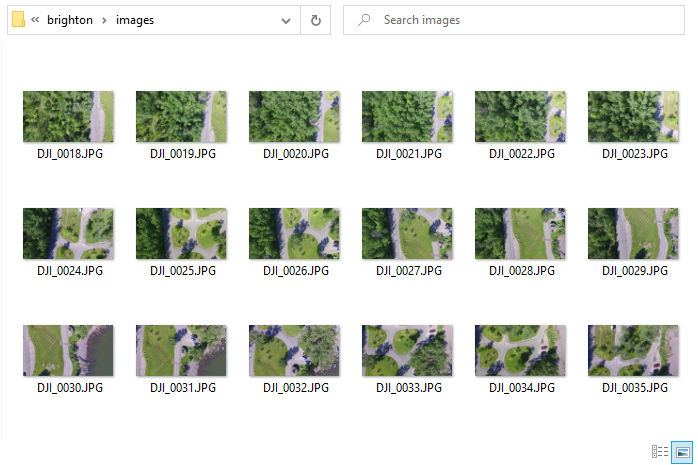 brighton > images
Search images
DJI_0018.JPG DJI_0019.JPG DJI_0020.JPG DJI_0021.JPG DJI_0022.JPG DJI_0023.JPG
DJI_0024.JPG DJI_0025.JPG DJI_0026.JPG DJI_0027.JPG DJI_0028.JPG DJI_0029.JPG
DJI_0030.JPG DJI_0031.JPG DJI_0032.JPG DJI_0033.JPG DJI_0034.JPG DJI_0035.JPG